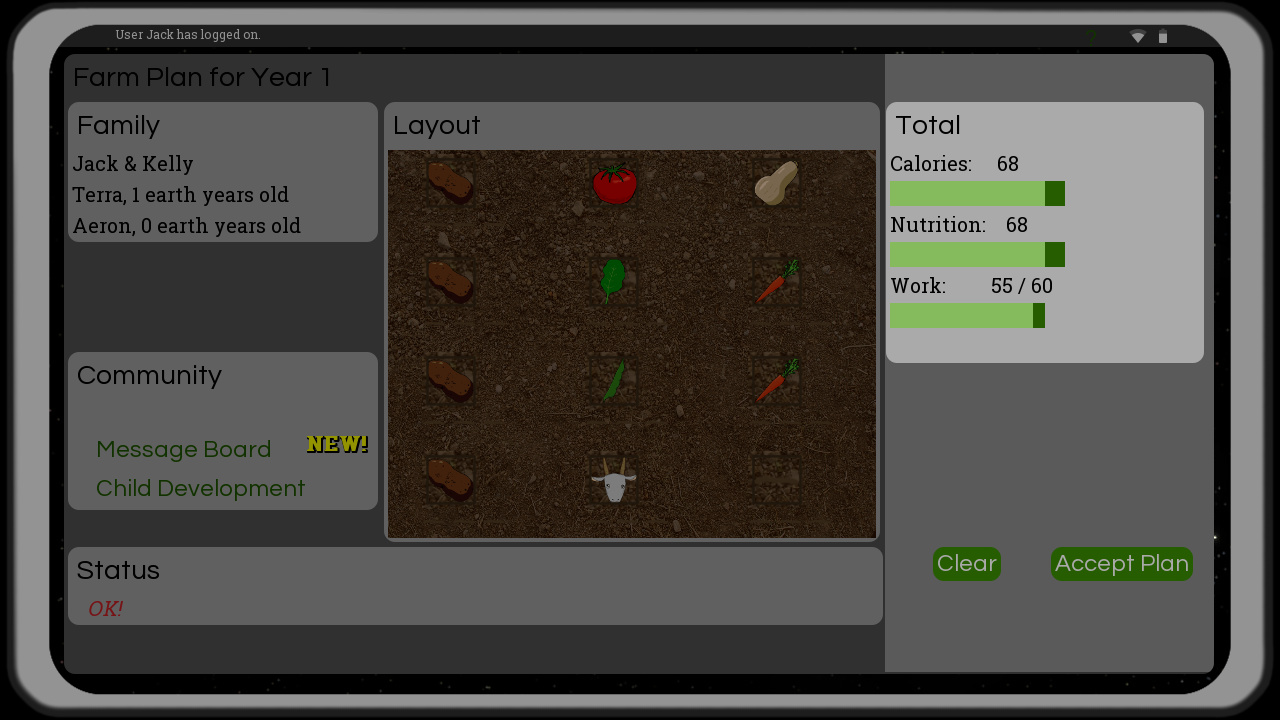 User Jack has logged on.
Farm Plan for Year 1
Family
Jack & Kelly
Terra, 1 earth years old
Aeron, 0 earth years old
Community
Message Board NEW!
Child Development
Layout
Total
Calories: 68
Nutrition: 68
Work: 55 / 60
Status
OK!
Clear
Accept Plan